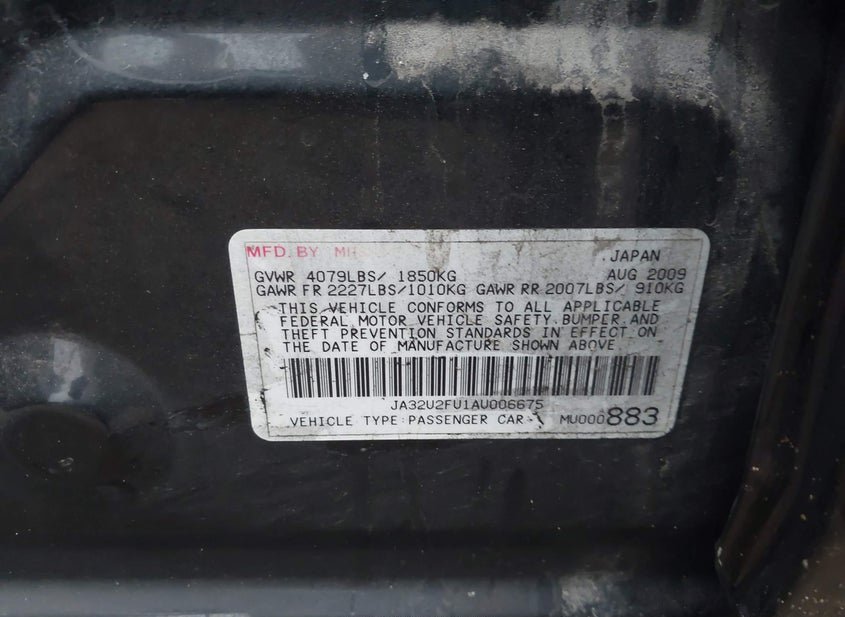 MFD. BY
JAPAN
GVWR 4079LBS/ 1850KG AUG 2009
GAWR FR 2227LBS/1010KG GAWR RR 2007LBS/ 910KG
THIS VEHICLE CONFORMS TO ALL APPLICABLE
FEDERAL MOTOR VEHICLE SAFETY, BUMPER AND
THEFT PREVENTION STANDARDS IN EFFECT ON
THE DATE OF MANUFACTURE SHOWN ABOVE.
JA32U2FU1AU006675
VEHICLE TYPE:PASSENGER CAR MU000883